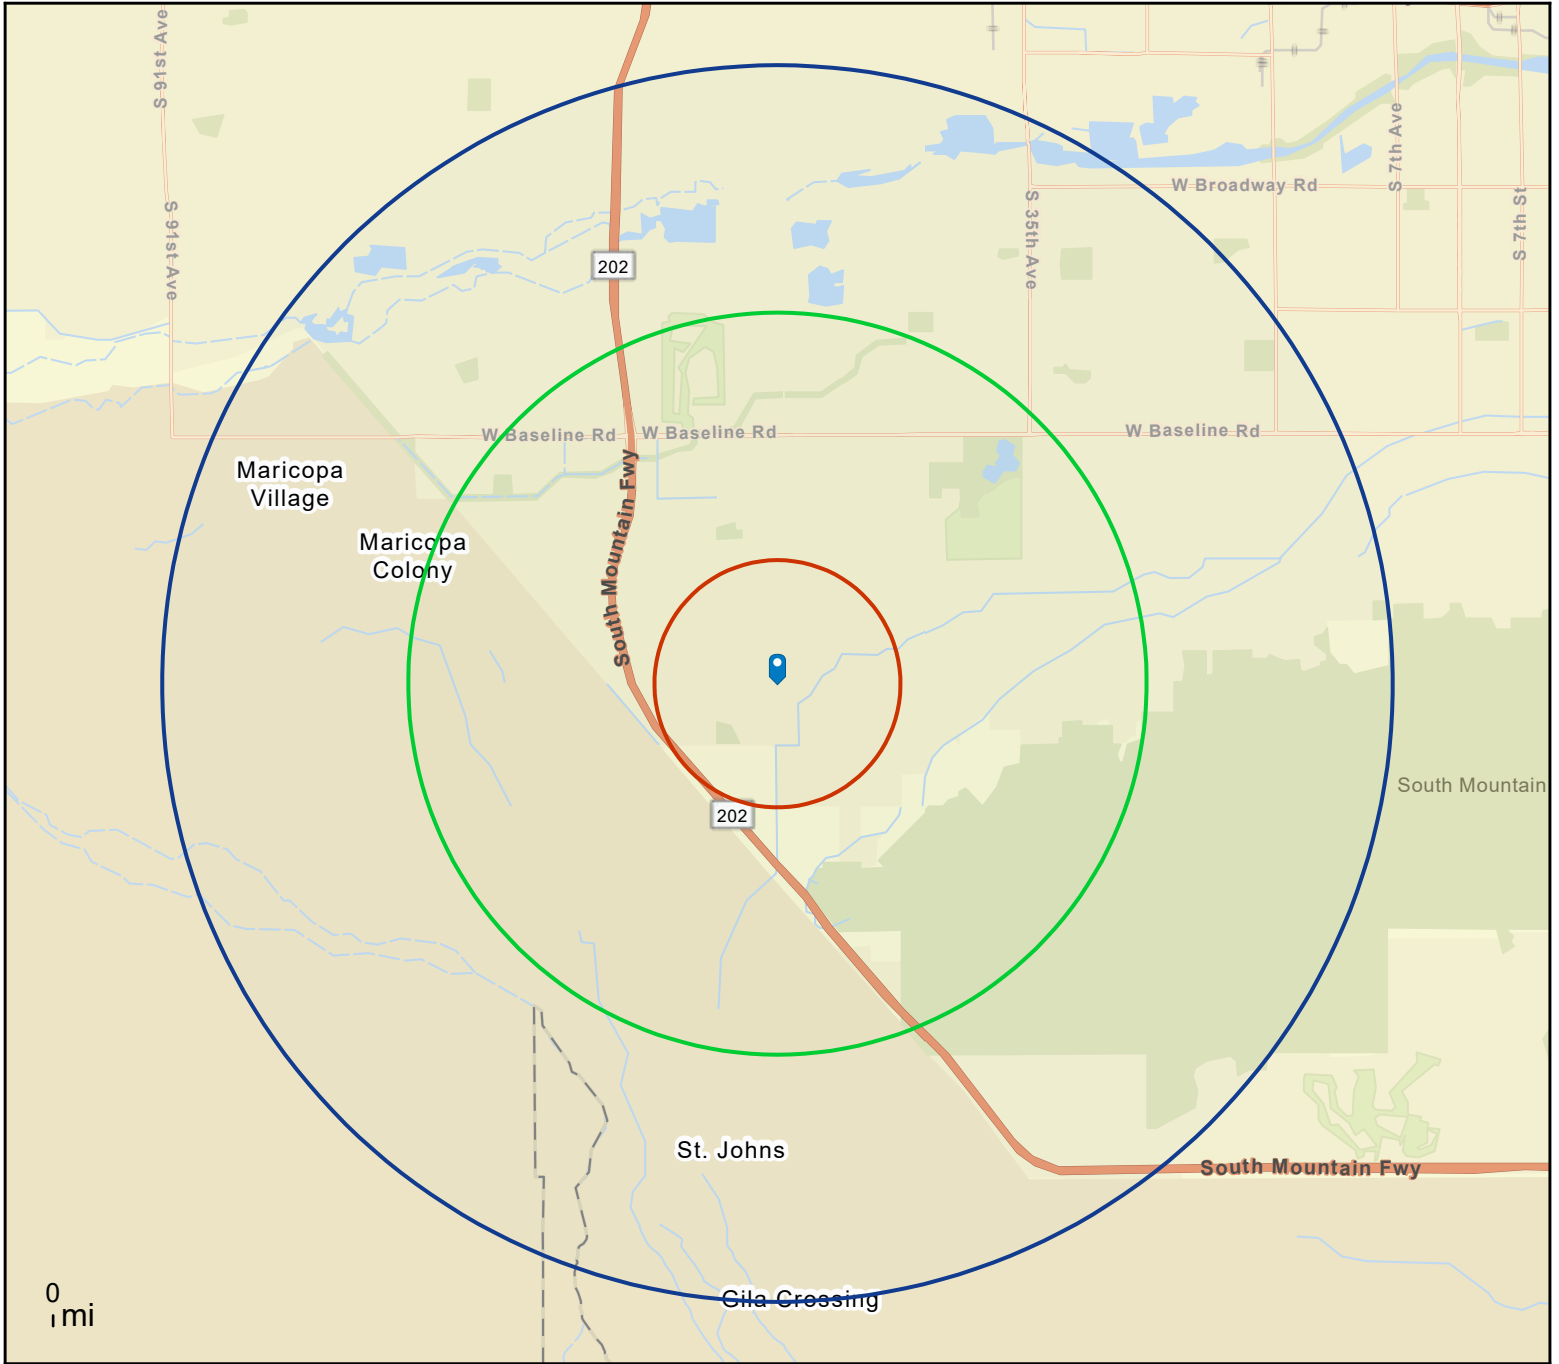 S 91st Ave
S 91st Ave
202
W Broadway Rd
S 7th Ave
S 35th Ave
S 7th St
W Baseline Rd
W Baseline Rd
W Baseline Rd
Maricopa
Village
Maricopa
Colony
South Mountain Fwy
South Mountain
202
St. Johns
South Mountain Fwy
Gila Crossing
0
mi